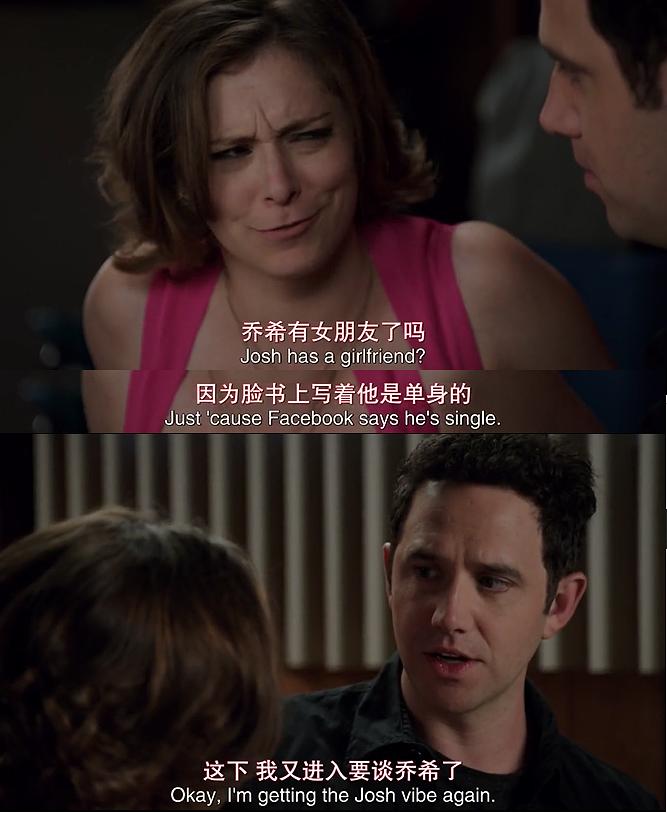 乔希有女朋友了吗
Josh has a girlfriend?
因为脸书上写着他是单身的
Just 'cause Facebook says he's single.
这下 我又进入要谈乔希了
Okay, I'm getting the Josh vibe again.